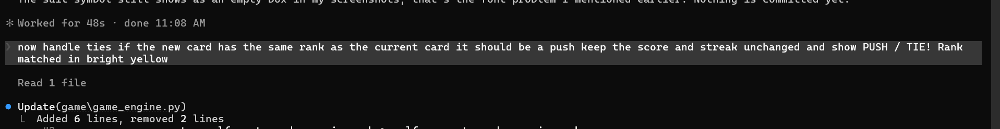 The suit symbol still shows as an empty box in my screenshots, that's the font problem I mentioned earlier. Nothing is committed yet.
✻ Worked for 48s · done 11:08 AM
❯ now handle ties if the new card has the same rank as the current card it should be a push keep the score and streak unchanged and show PUSH / TIE! Rank
matched in bright yellow
Read 1 file
● Update(game\game_engine.py)
└ Added 6 lines, removed 2 lines